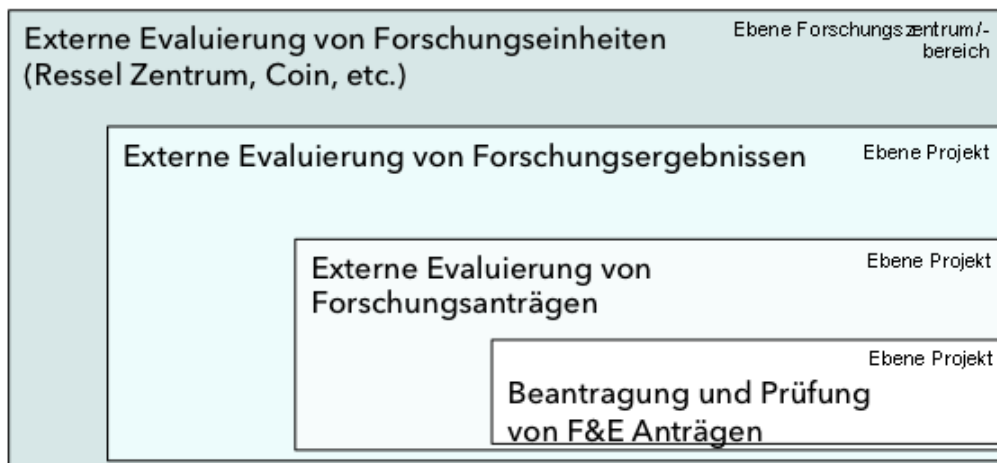 Externe Evaluierung von Forschungseinheiten
(Ressel Zentrum, Coin, etc.)
Ebene Forschungszentrum/-
bereich
Externe Evaluierung von Forschungsergebnissen
Ebene Projekt
Externe Evaluierung von
Forschungsanträgen
Ebene Projekt
Ebene Projekt
Beantragung und Prüfung
von F&E Anträgen